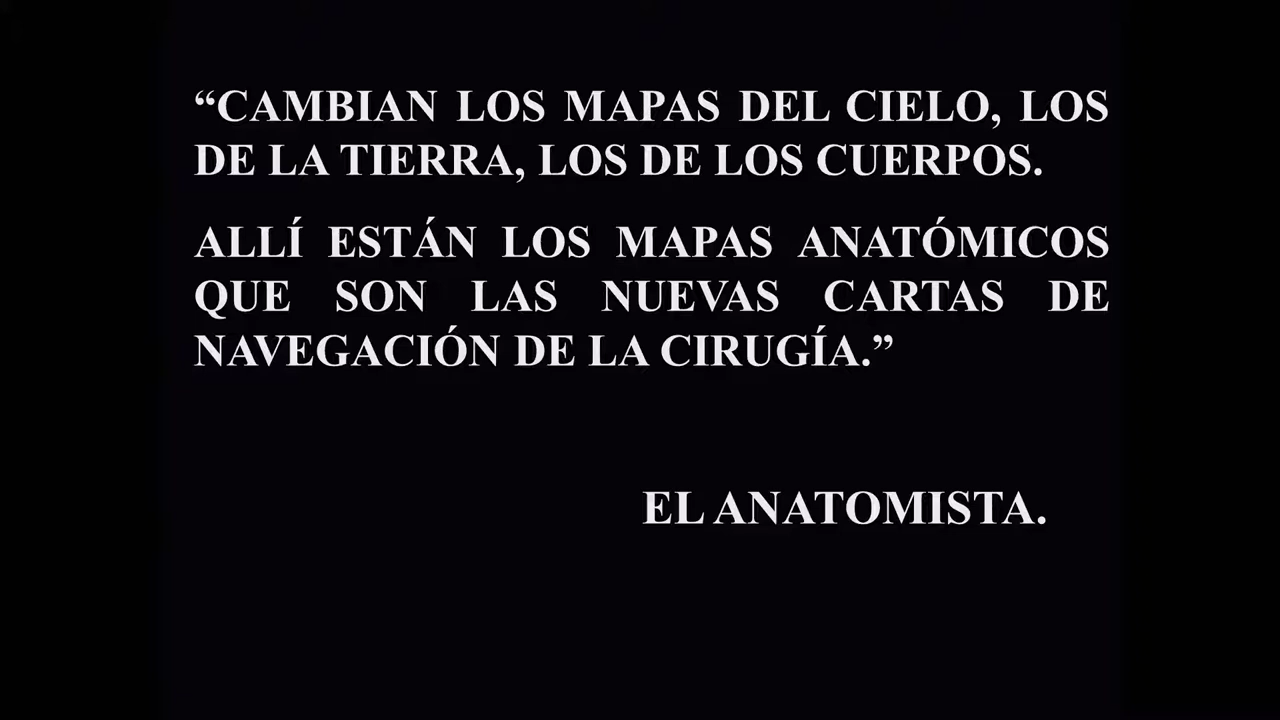 “CAMBIAN LOS MAPAS DEL CIELO, LOS
DE LA TIERRA, LOS DE LOS CUERPOS.
ALLÍ ESTÁN LOS MAPAS ANATÓMICOS
QUE SON LAS NUEVAS CARTAS DE
NAVEGACIÓN DE LA CIRUGÍA.”
EL ANATOMISTA.